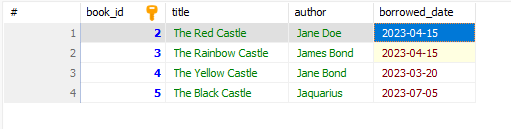 # book_id title author borrowed_date
1 2 The Red Castle Jane Doe 2023-04-15
2 3 The Rainbow Castle James Bond 2023-04-15
3 4 The Yellow Castle Jane Bond 2023-03-20
4 5 The Black Castle Jaquarius 2023-07-05